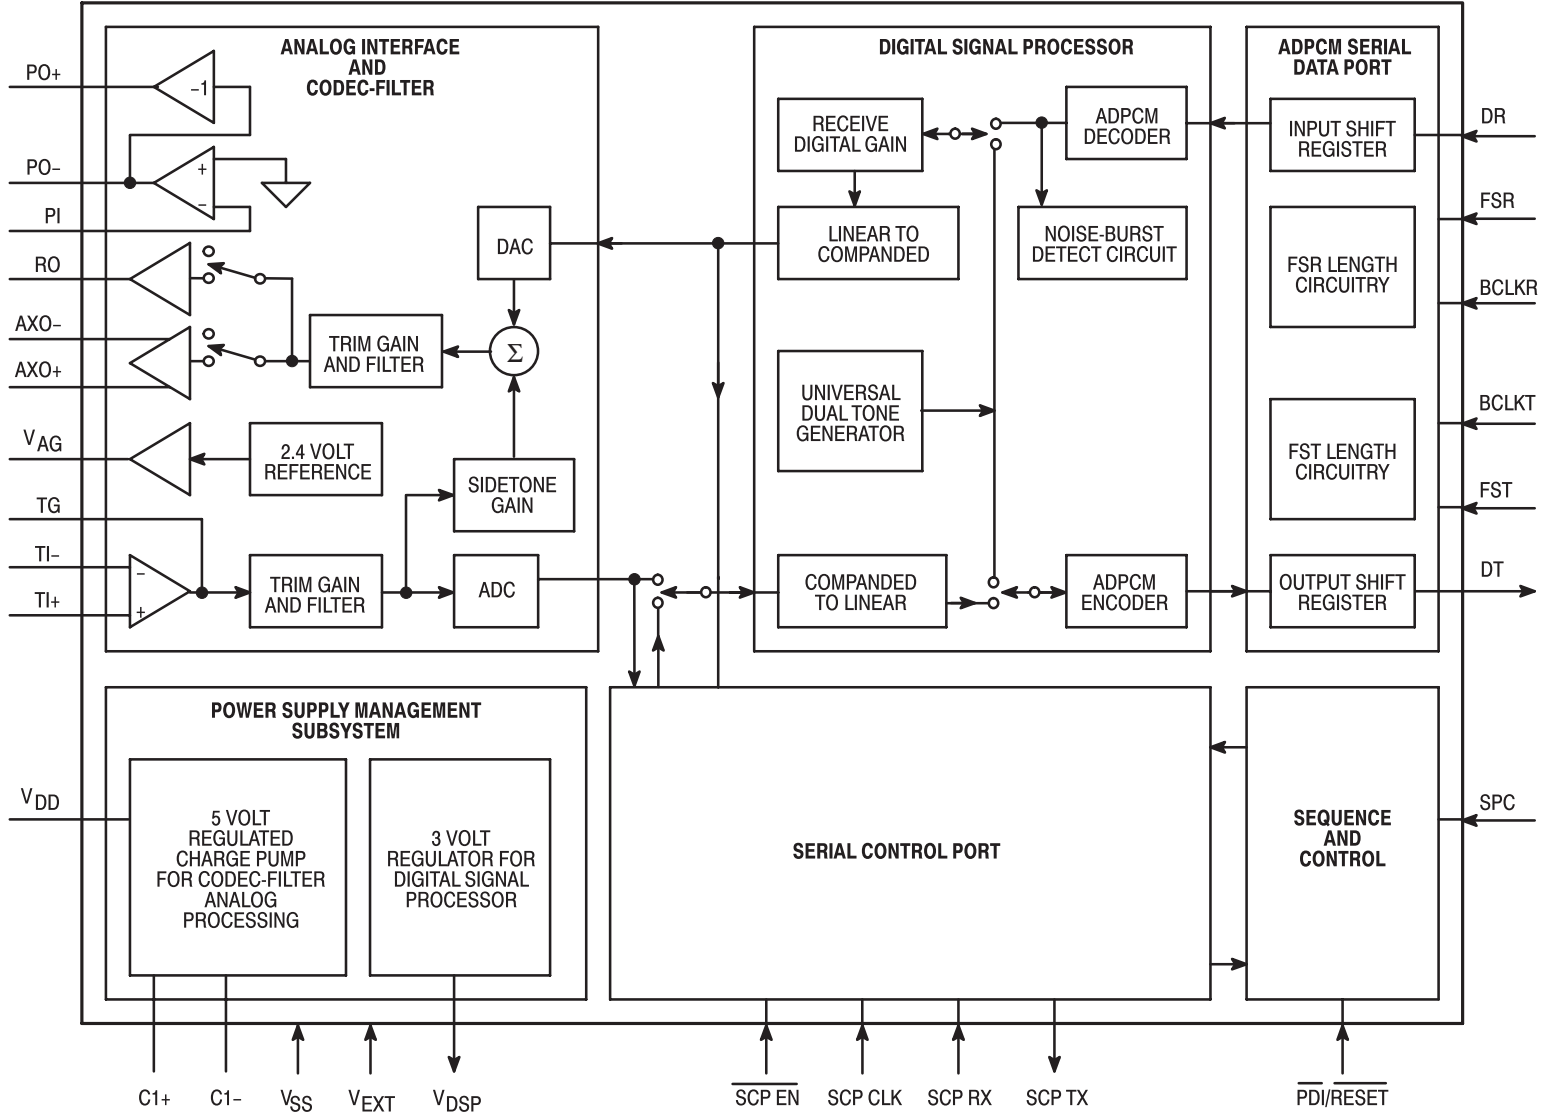 ANALOG INTERFACE
AND
CODEC-FILTER
DIGITAL SIGNAL PROCESSOR
ADPCM SERIAL
DATA PORT
PO+
−1
PO−
+
−
PI
RO
AXO−
AXO+
VAG
TG
TI−
TI+
−
+
DAC
Σ
TRIM GAIN
AND FILTER
2.4 VOLT
REFERENCE
SIDETONE
GAIN
TRIM GAIN
AND FILTER
ADC
RECEIVE
DIGITAL GAIN
ADPCM
DECODER
LINEAR TO
COMPANDED
NOISE-BURST
DETECT CIRCUIT
UNIVERSAL
DUAL TONE
GENERATOR
COMPANDED
TO LINEAR
ADPCM
ENCODER
INPUT SHIFT
REGISTER
FSR LENGTH
CIRCUITRY
FST LENGTH
CIRCUITRY
OUTPUT SHIFT
REGISTER
DR
FSR
BCLKR
BCLKT
FST
DT
POWER SUPPLY MANAGEMENT
SUBSYSTEM
VDD
5 VOLT
REGULATED
CHARGE PUMP
FOR CODEC-FILTER
ANALOG
PROCESSING
3 VOLT
REGULATOR FOR
DIGITAL SIGNAL
PROCESSOR
SERIAL CONTROL PORT
SEQUENCE
AND
CONTROL
SPC
C1+
C1−
VSS
VEXT
VDSP
SCP EN
SCP CLK
SCP RX
SCP TX
PDI/RESET